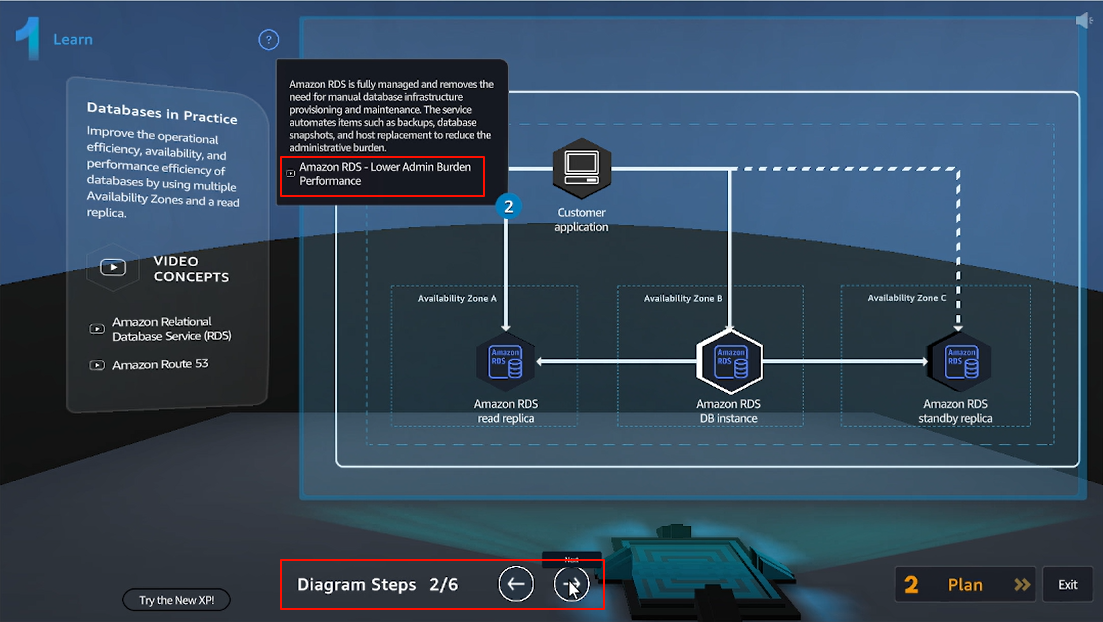 1
Learn
?
Databases in Practice
Improve the operational
efficiency, availability, and
performance efficiency of
databases by using multiple
Availability Zones and a read
replica.
VIDEO
CONCEPTS
Amazon Relational
Database Service (RDS)
Amazon Route 53
Amazon RDS is fully managed and removes the
need for manual database infrastructure
provisioning and maintenance. The service
automates items such as backups, database
snapshots, and host replacement to reduce the
administrative burden.
Amazon RDS - Lower Admin Burden
Performance
2
Customer
application
Availability Zone A
Amazon
RDS
Amazon RDS
read replica
Availability Zone B
Amazon
RDS
Amazon RDS
DB instance
Availability Zone C
Amazon
RDS
Amazon RDS
standby replica
Next
Diagram Steps 2/6
Try the New XP!
2 Plan
Exit